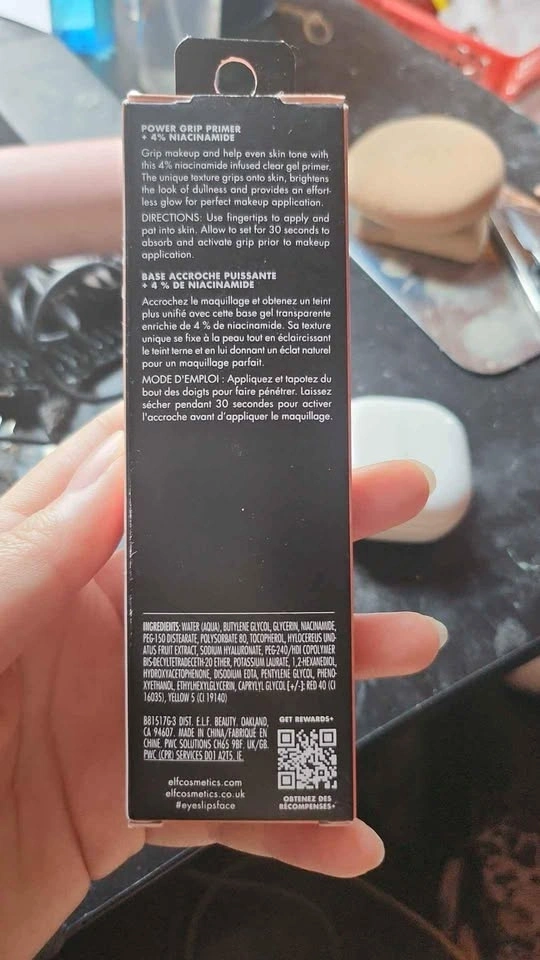 POWER GRIP PRIMER
+ 4% NIACINAMIDE
Grip makeup and help even skin tone with
this 4% niacinamide infused clear gel primer.
The unique texture grips onto skin, brightens
the look of dullness and provides an effort-
less glow for perfect makeup application.
DIRECTIONS: Use fingertips to apply and
pat into skin. Allow to set for 30 seconds to
absorb and activate grip prior to makeup
application.
BASE ACCROCHE PUISSANTE
+ 4 % DE NIACINAMIDE
Accrochez le maquillage et obtenez un teint
plus unifié avec cette base gel transparente
enrichie de 4 % de niacinamide. Sa texture
unique se fixe à la peau tout en éclaircissant
le teint terne et en lui donnant un éclat naturel
pour un maquillage parfait.
MODE D'EMPLOI : Appliquez et tapotez du
bout des doigts pour faire pénétrer. Laissez
sécher pendant 30 secondes pour activer
l'accroche avant d'appliquer le maquillage.
INGREDIENTS: WATER (AQUA), BUTYLENE GLYCOL, GLYCERIN, NIACINAMIDE,
PEG-150 DISTEARATE, POLYSORBATE 80, TOCOPHEROL, HYLOCEREUS UND-
ATUS FRUIT EXTRACT, SODIUM HYALURONATE, PEG-240/HDI COPOLYMER
BIS-DECYLTETRADECETH-20 ETHER, POTASSIUM LAURATE, 1,2-HEXANEDIOL,
HYDROXYACETOPHENONE, DISODIUM EDTA, PENTYLENE GLYCOL, PHENO-
XYETHANOL, ETHYLHEXYLGLYCERIN, CAPRYLYL GLYCOL [+/-]: RED 40 (CI
16035), YELLOW 5 (CI 19140)
B81517G-3 DIST. E.L.F. BEAUTY. OAKLAND,
CA 94607. MADE IN CHINA/FABRIQUÉ EN
CHINE. PWC SOLUTIONS CH65 9BF. UK/GB.
PWC (CPR) SERVICES D01 A2T5. IE.
GET REWARDS+
elfcosmetics.com
elfcosmetics.co.uk
#eyeslipsface
OBTENEZ DES
RÉCOMPENSES+